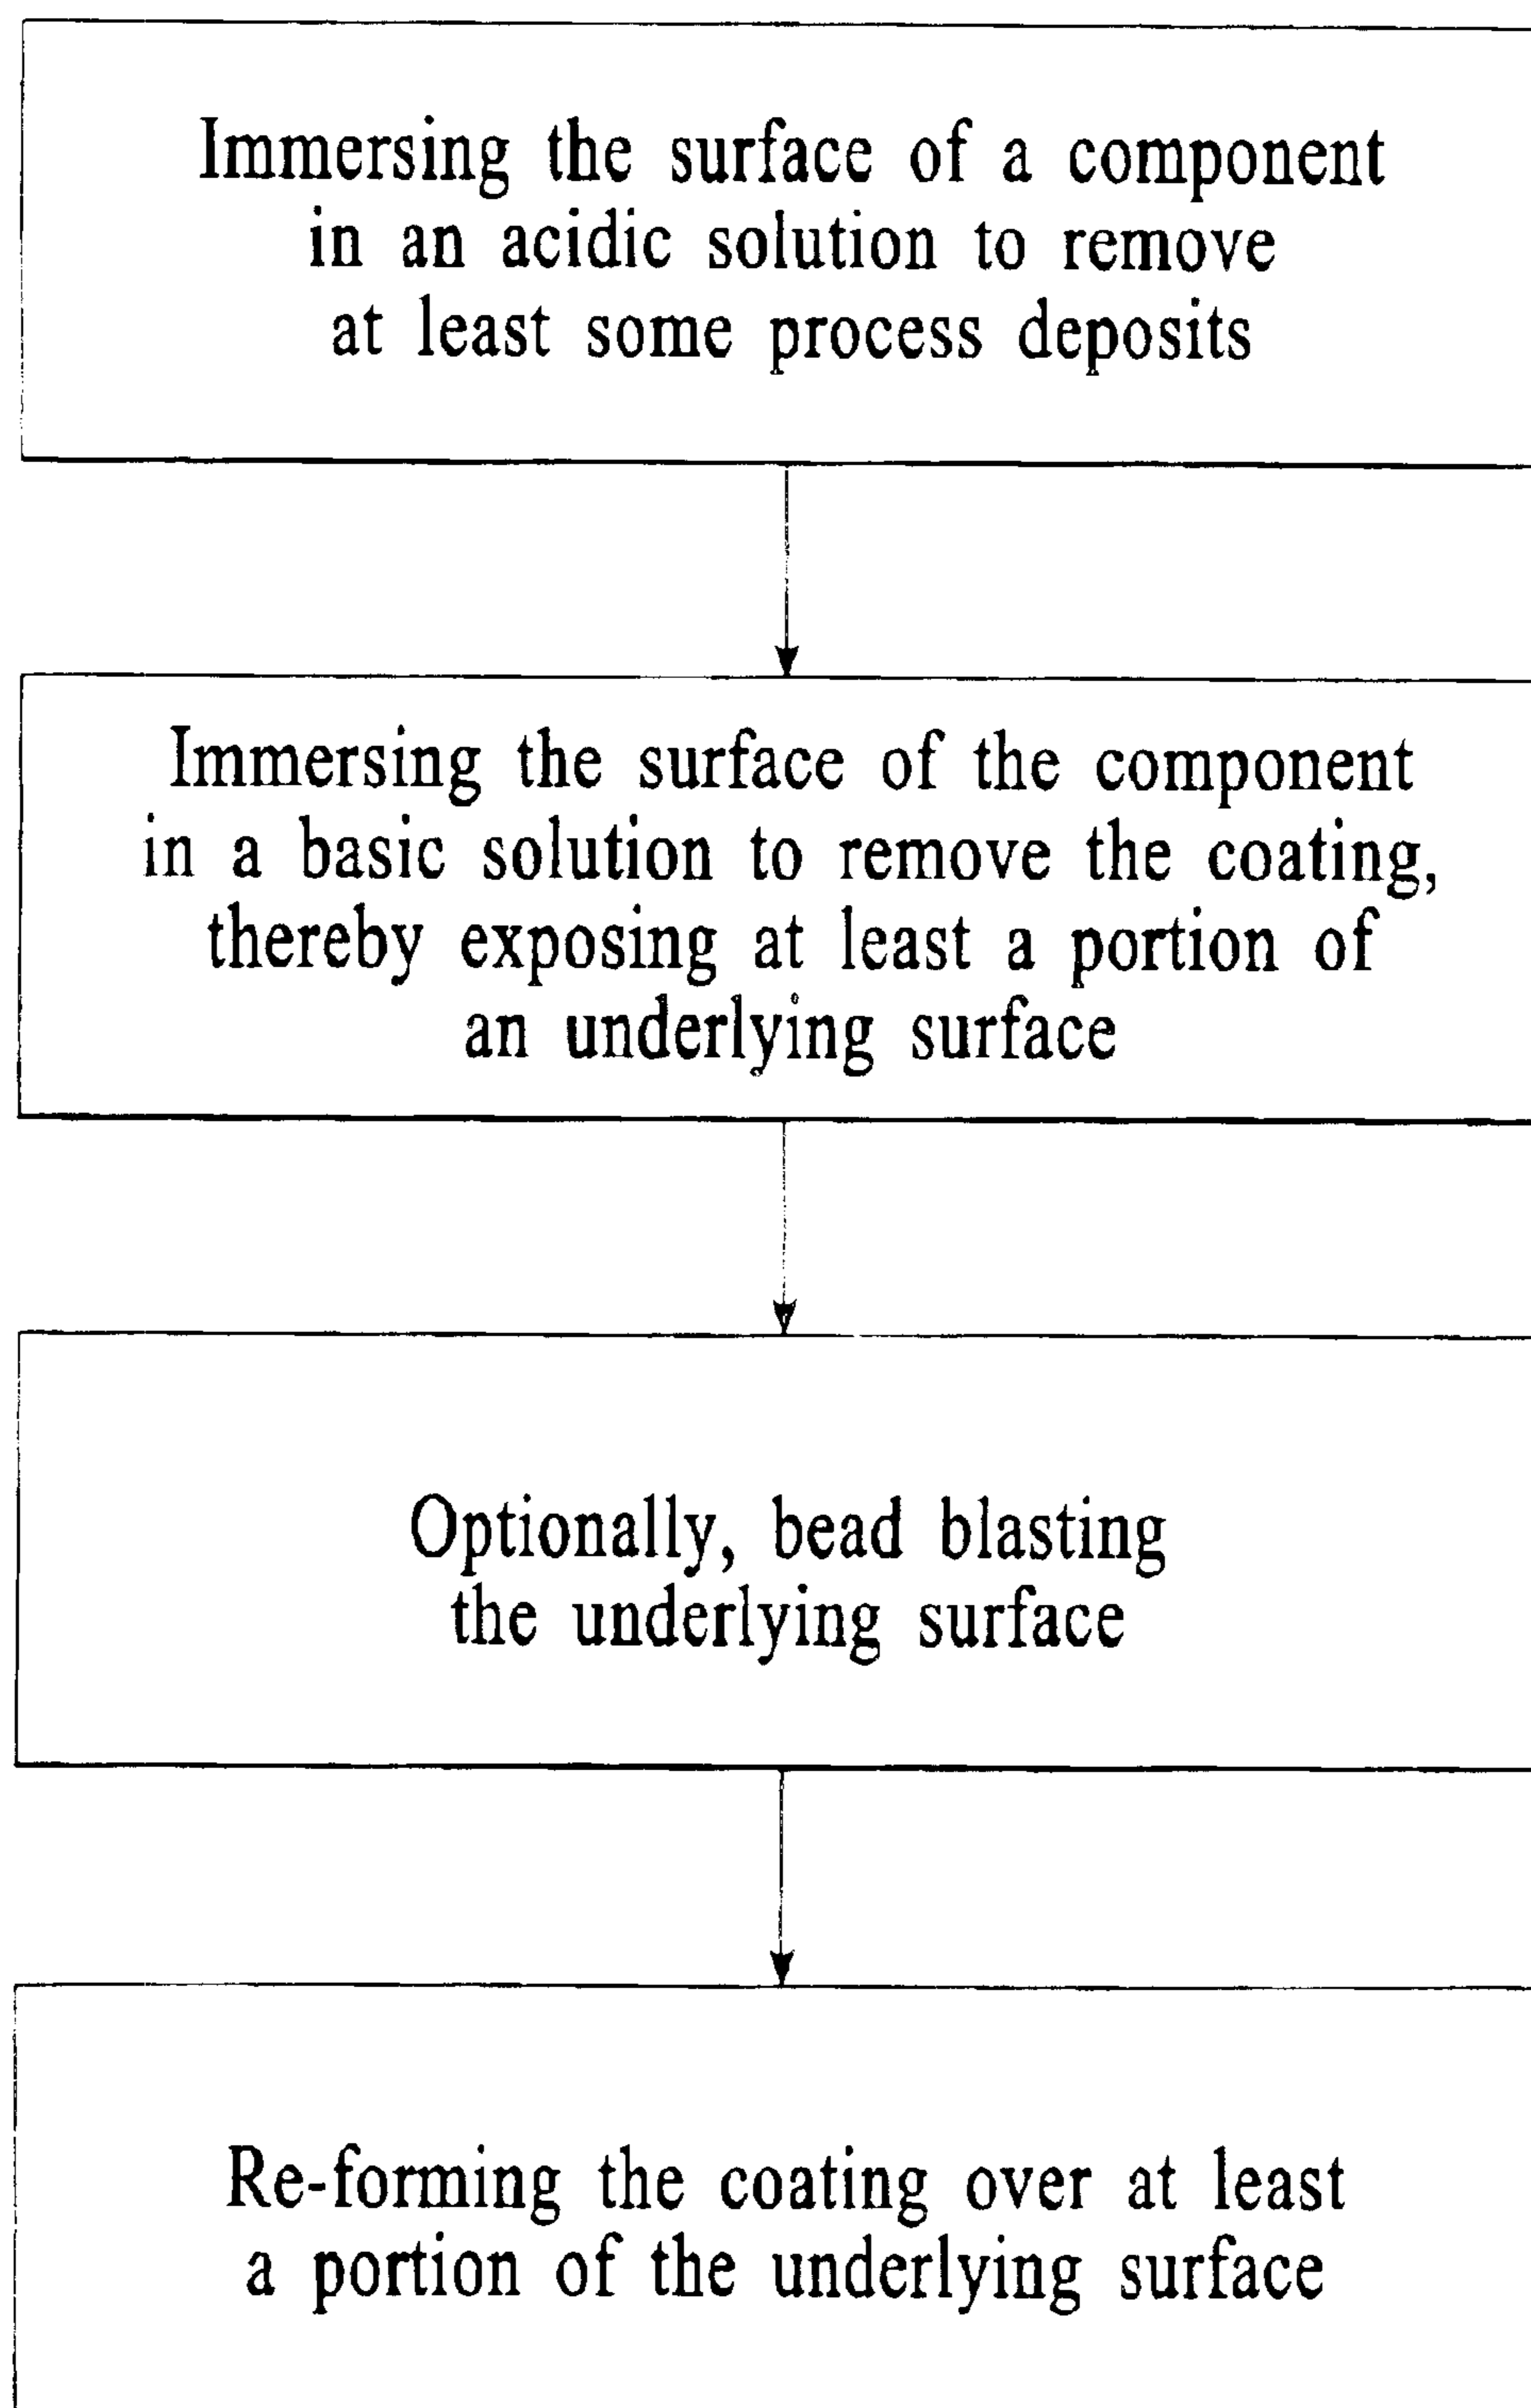 Immersing the surface of a component
in an acidic solution to remove
at least some process deposits
Immersing the surface of the component
in a basic solution to remove the coating,
thereby exposing at least a portion of
an underlying surface
Optionally, bead blasting
the underlying surface
Re-forming the coating over at least
a portion of the underlying surface